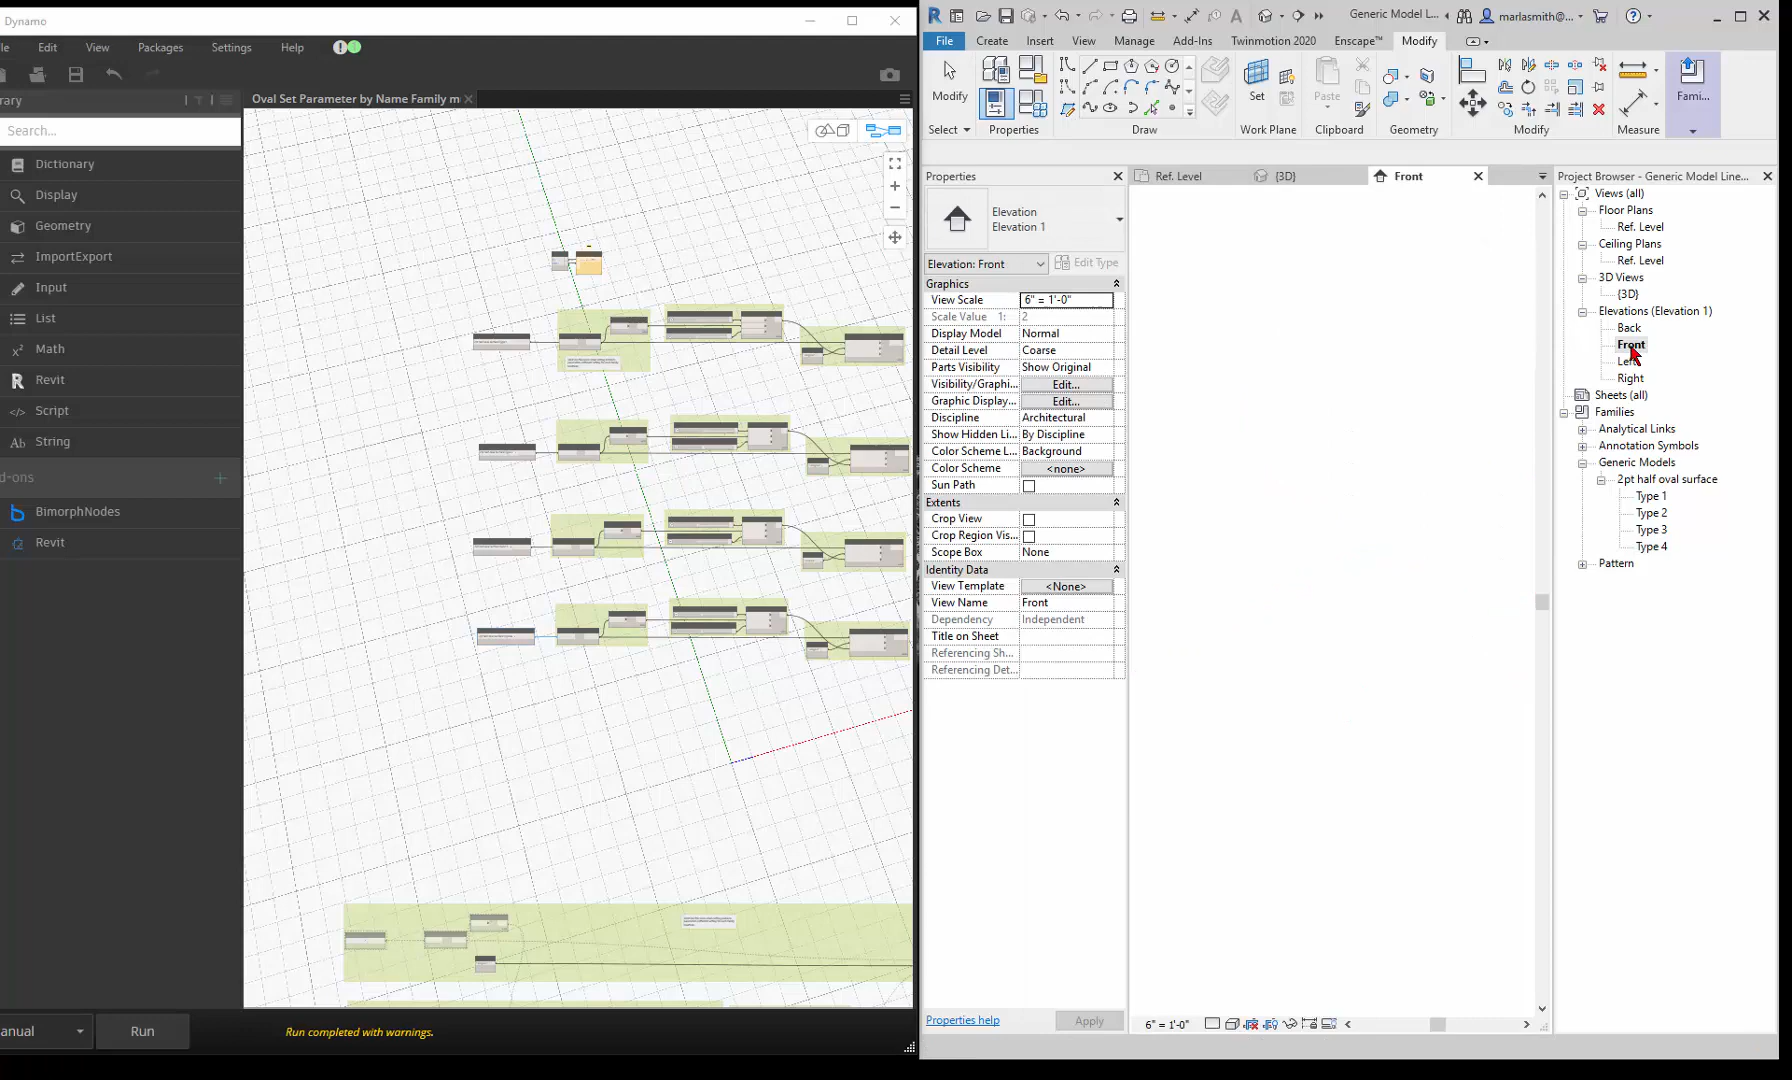 Dynamo
le Edit View Packages Settings Help
rary
Oval Set Parameter by Name Family m
Search...
Dictionary
Display
Geometry
ImportExport
Input
List
Math
Revit
Script
String
d-ons
BimorphNodes
Revit
anual
Run
Run completed with warnings.
Generic Model L...
marlasmith@...
File Create Insert View Manage Add-Ins Twinmotion 2020 Enscape™ Modify
Modify
Set
Paste
Fami...
Select Properties Draw Work Plane Clipboard Geometry Modify Measure
Properties
Elevation
Elevation 1
Elevation: Front
Edit Type
Graphics
View Scale 6" = 1'-0"
Scale Value 1: 2
Display Model Normal
Detail Level Coarse
Parts Visibility Show Original
Visibility/Graphi... Edit...
Graphic Display... Edit...
Discipline Architectural
Show Hidden Li... By Discipline
Color Scheme L... Background
Color Scheme <none>
Sun Path
Extents
Crop View
Crop Region Vis...
Scope Box None
Identity Data
View Template <None>
View Name Front
Dependency Independent
Title on Sheet
Referencing Sh...
Referencing Det...
Properties help
Apply
Ref. Level
{3D}
Front
6" = 1'-0"
Project Browser - Generic Model Line...
Views (all)
Floor Plans
Ref. Level
Ceiling Plans
Ref. Level
3D Views
{3D}
Elevations (Elevation 1)
Back
Front
Left
Right
Sheets (all)
Families
Analytical Links
Annotation Symbols
Generic Models
2pt half oval surface
Type 1
Type 2
Type 3
Type 4
Pattern